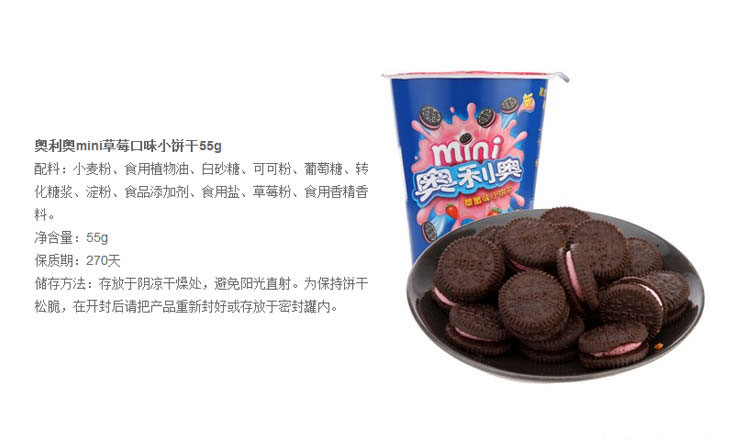 奥利奥mini草莓口味小饼干55g
配料：小麦粉、食用植物油、白砂糖、可可粉、葡萄糖、转
化糖浆、淀粉、食品添加剂、食用盐、草莓粉、食用香精香
料。
净含量：55g
保质期：270天
储存方法：存放于阴凉干燥处，避免阳光直射。为保持饼干
松脆，在开封后请把产品重新封好或存放于密封罐内。
mini
奥利奥
草莓味小饼干